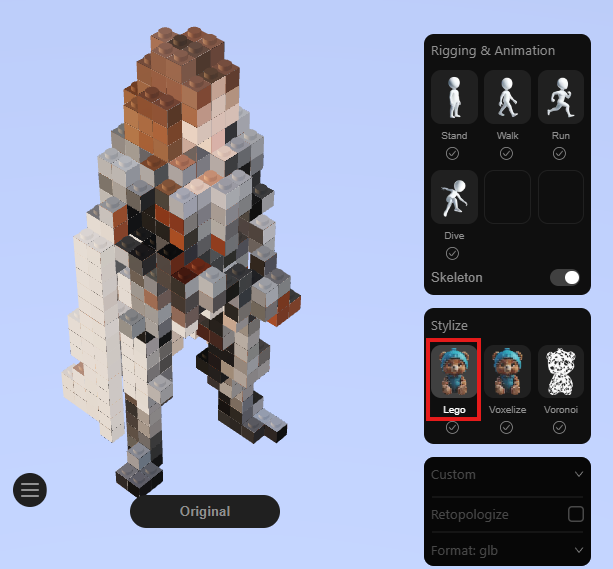 Rigging & Animation
Stand Walk Run
Dive
Skeleton
Stylize
Lego Voxelize Voronoi
Custom
Original
Retopologize
Format: glb